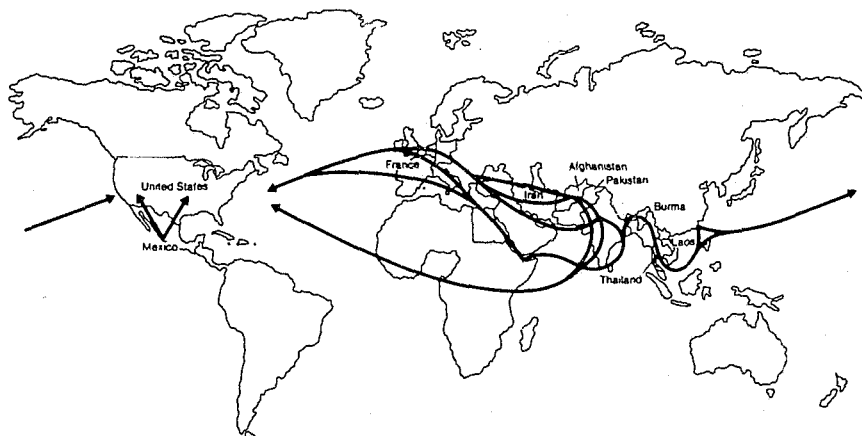 France
Afghanistan
Pakistan
United States
Iran
Burma
Mexico
Laos
Thailand